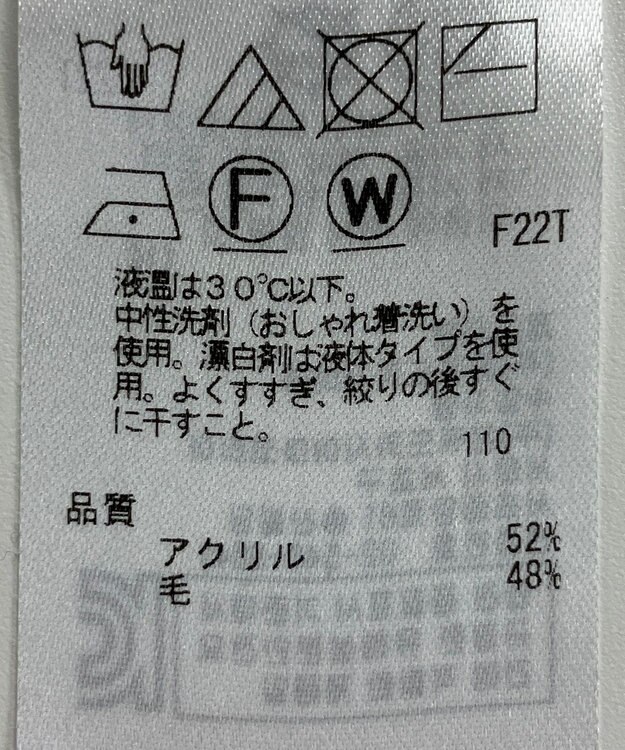 F W
F22T
液温は30℃以下。
中性洗剤（おしゃれ着洗い）を
使用。漂白剤は液体タイプを使
用。よくすすぎ、絞りの後すぐ
に干すこと。
110
品質
アクリル 52%
毛 48%